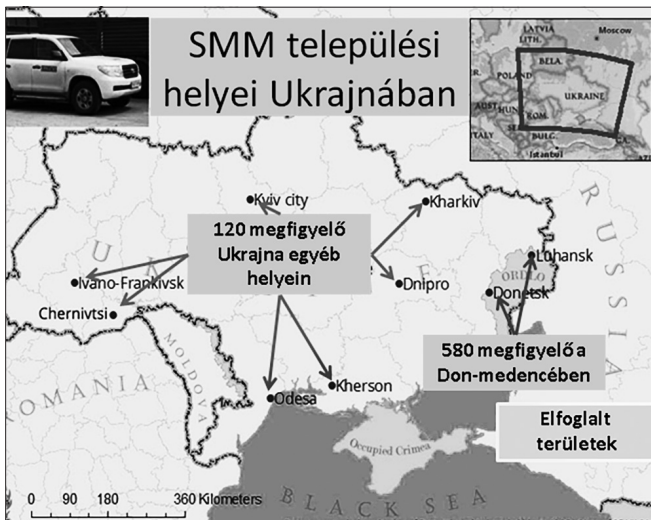 SMM települési
helyei Ukrajnában
Moscow
LATVIA
LITH.
BELA.
POLAND
UKRAINE
ROM.
BULG.
ITALY
Istanbul
Kyiv city
Kharkiv
120 megfigyelő
Ukrajna egyéb
helyein
Luhansk
ORDLO
Ivano-Frankivsk
Dnipro
Donetsk
Chernivtsi
580 megfigyelő a
Don-medencében
MOLDOVA
ROMANIA
RUSSIA
Kherson
Odesa
Elfoglalt
területek
Occupied Crimea
0 90 180 360 Kilometers
BLACK SEA